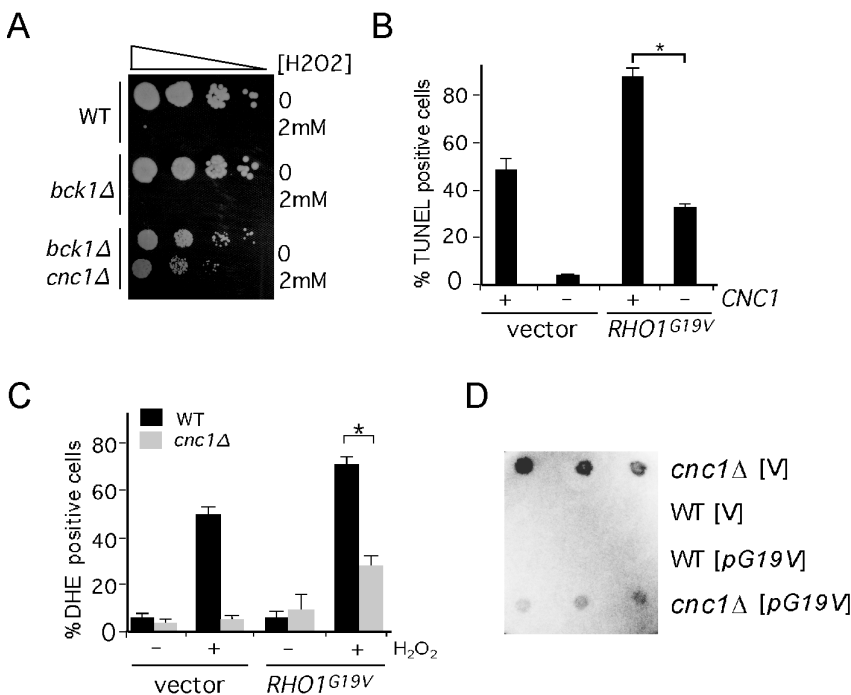 A
[H2O2]
WT
0
2mM
bck1Δ
0
2mM
bck1Δ
cnc1Δ
0
2mM
B
% TUNEL positive cells
80
60
40
20
0
*
+ − + − CNC1
vector RHO1G19V
C
WT
cnc1Δ
%DHE positive cells
80
60
40
20
0
*
− + − + H₂O₂
vector RHO1G19V
D
cnc1Δ [V]
WT [V]
WT [pG19V]
cnc1Δ [pG19V]